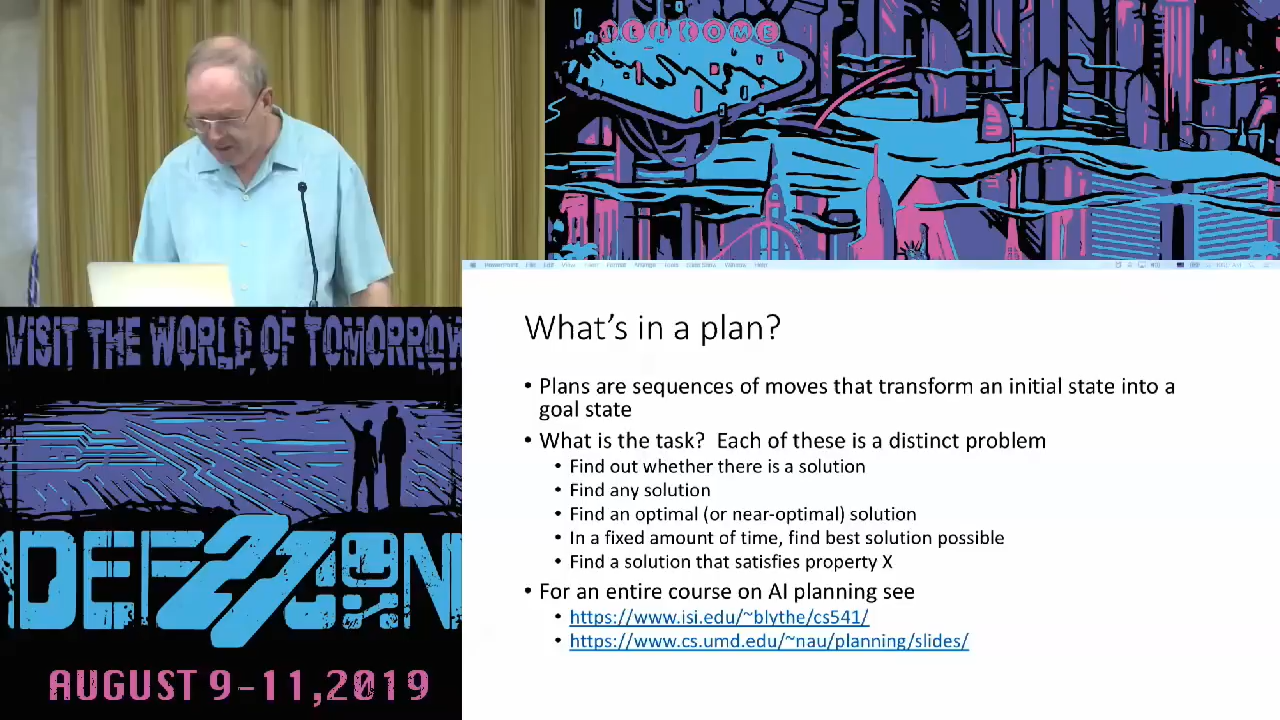 WELCOME
VISIT THE WORLD OF TOMORROW
DEF CON
27
AUGUST 9-11,2019
What's in a plan?
• Plans are sequences of moves that transform an initial state into a
goal state
• What is the task?  Each of these is a distinct problem
• Find out whether there is a solution
• Find any solution
• Find an optimal (or near-optimal) solution
• In a fixed amount of time, find best solution possible
• Find a solution that satisfies property X
• For an entire course on AI planning see
• https://www.isi.edu/~blythe/cs541/
• https://www.cs.umd.edu/~nau/planning/slides/